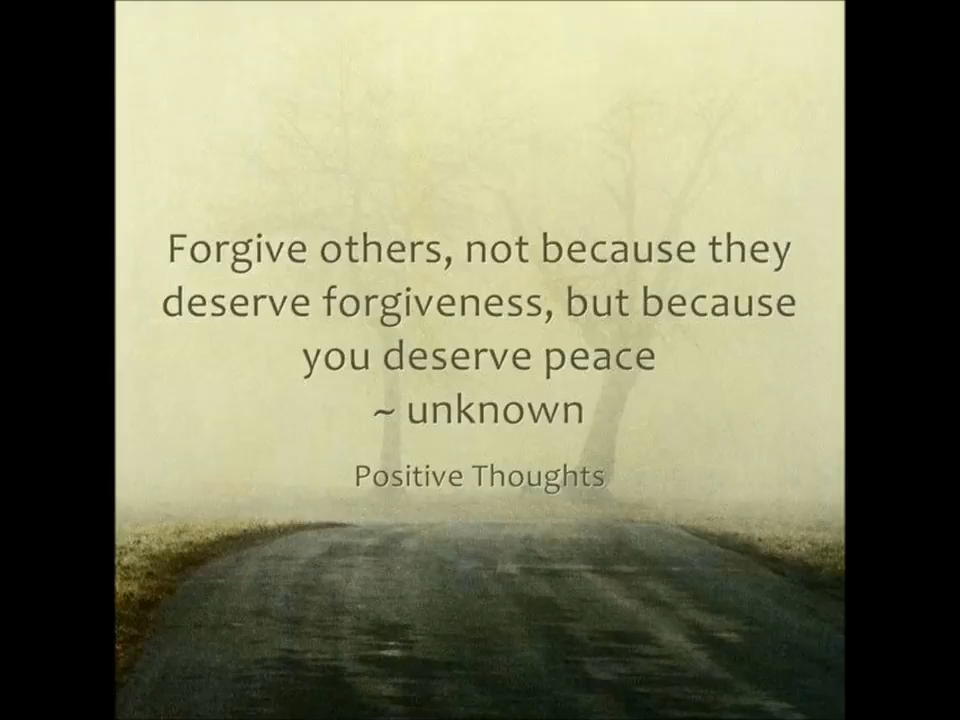 Forgive others, not because they
deserve forgiveness, but because
you deserve peace
~ unknown
Positive Thoughts